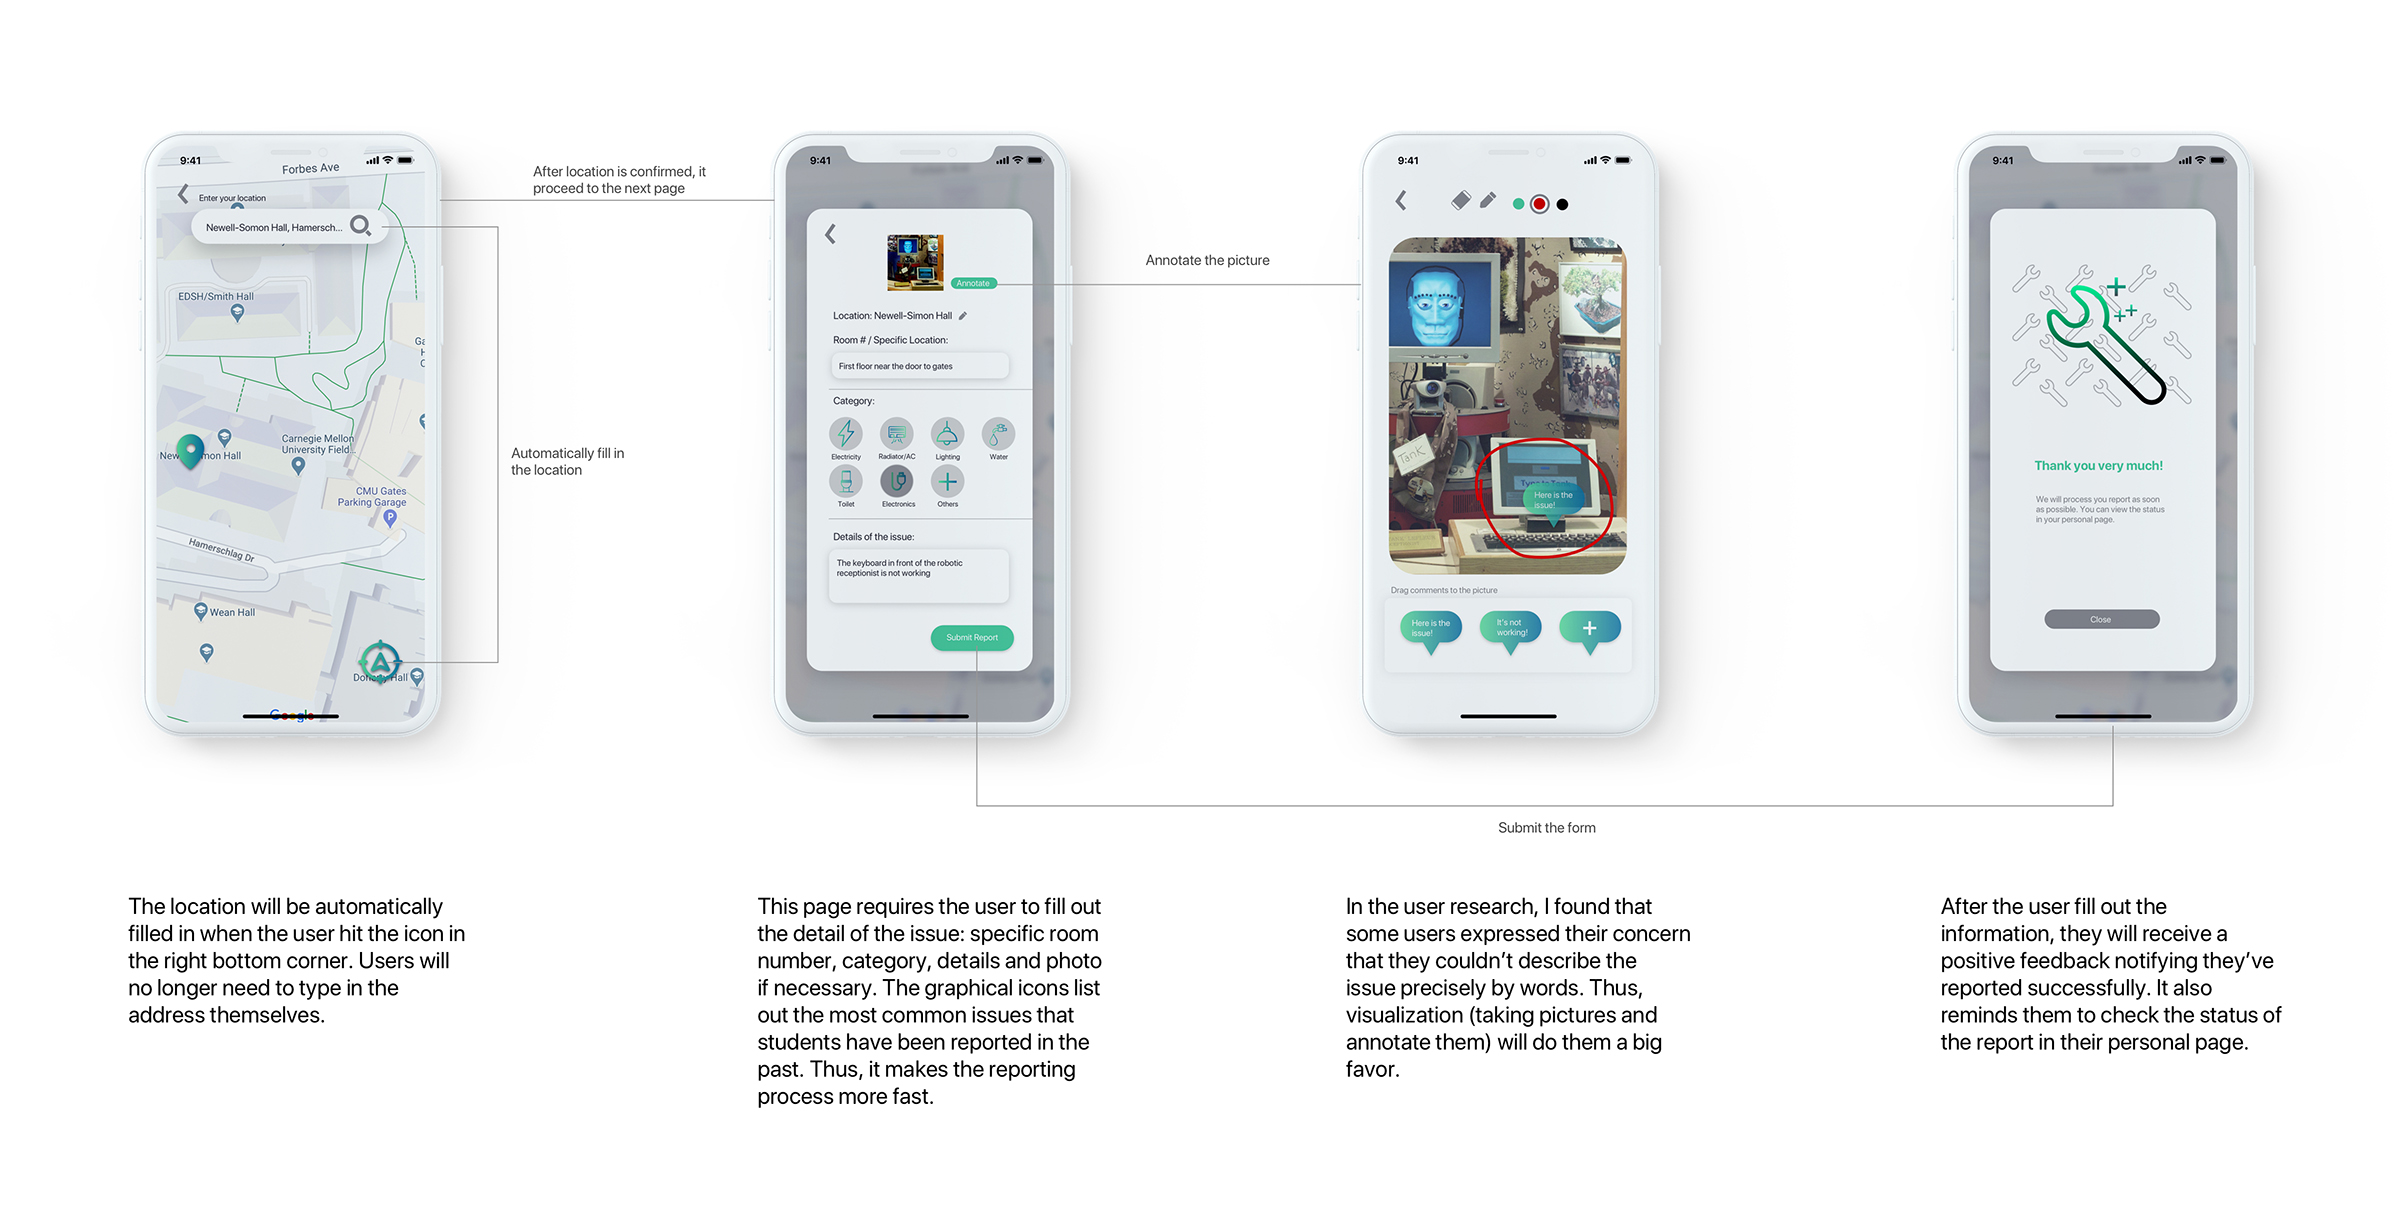 9:41
Forbes Ave
Enter your location
Newell-Somon Hall, Hamersch...
EDSH/Smith Hall
Ga
H
C
Carnegie Mellon
University Field...
New mon Hall
CMU Gates
Parking Garage
P
Hamerschlag Dr
Wean Hall
Do Hall
Google
After location is confirmed, it
proceed to the next page
Automatically fill in
the location
9:41
Annotate
Location: Newell-Simon Hall
Room # / Specific Location:
First floor near the door to gates
Category:
Electricity
Radiator/AC
Lighting
Water
Toilet
Electronics
Others
Details of the issue:
The keyboard in front of the robotic
receptionist is not working
Submit Report
Annotate the picture
9:41
Tank
Type to Tank
Here is the
issue!
Drag comments to the picture
Here is the
issue!
It's not
working!
Submit the form
9:41
Thank you very much!
We will process you report as soon
as possible. You can view the status
in your personal page.
Close
The location will be automatically
filled in when the user hit the icon in
the right bottom corner. Users will
no longer need to type in the
address themselves.
This page requires the user to fill out
the detail of the issue: specific room
number, category, details and photo
if necessary. The graphical icons list
out the most common issues that
students have been reported in the
past. Thus, it makes the reporting
process more fast.
In the user research, I found that
some users expressed their concern
that they couldn't describe the
issue precisely by words. Thus,
visualization (taking pictures and
annotate them) will do them a big
favor.
After the user fill out the
information, they will receive a
positive feedback notifying they've
reported successfully. It also
reminds them to check the status of
the report in their personal page.